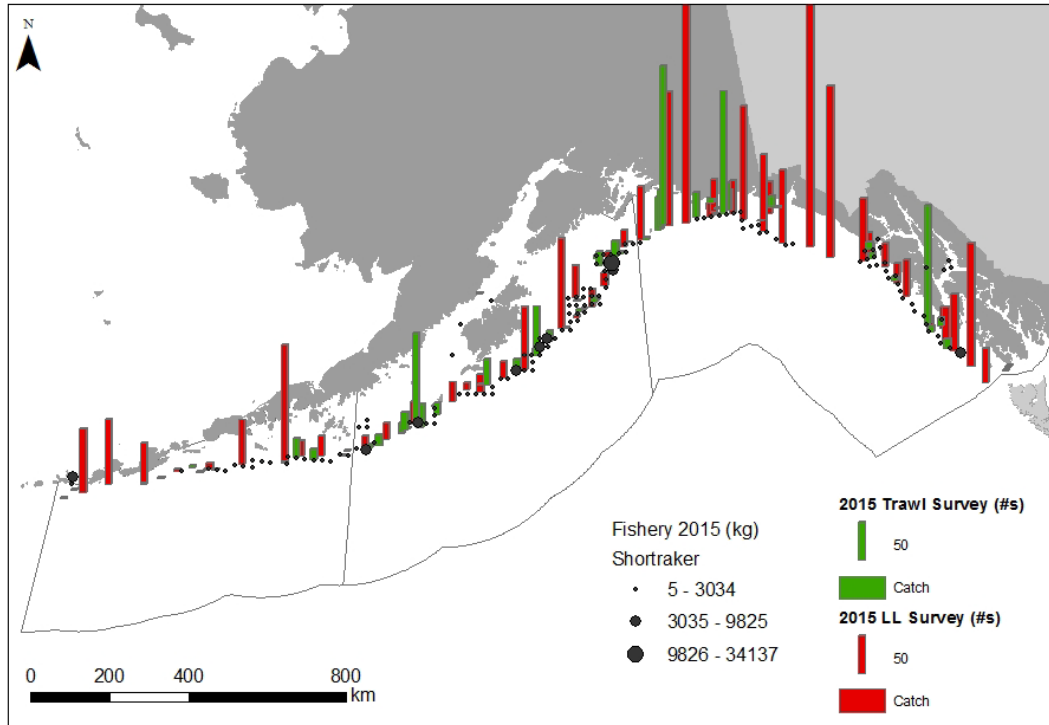 N
Fishery 2015 (kg)
Shortraker
5 - 3034
3035 - 9825
9826 - 34137
2015 Trawl Survey (#s)
50
Catch
2015 LL Survey (#s)
50
Catch
0 200 400 800
km